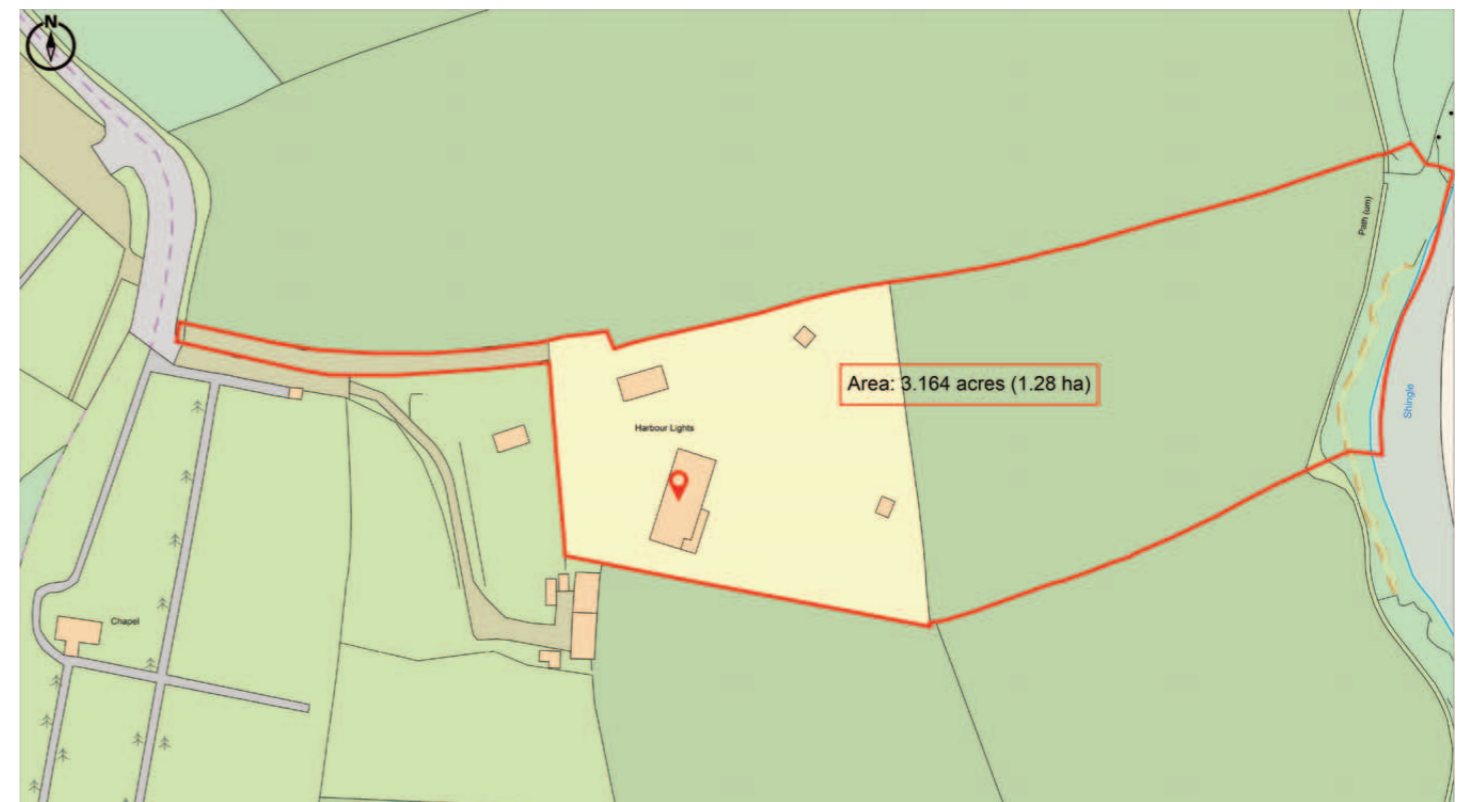 N
Path (um)
Area: 3.164 acres (1.28 ha)
Shingle
Harbour Lights
Chapel